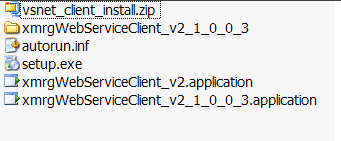 vsnet_client_install.zip
xmrgWebServiceClient_v2_1_0_0_3
autorun.inf
setup.exe
xmrgWebServiceClient_v2.application
xmrgWebServiceClient_v2_1_0_0_3.application